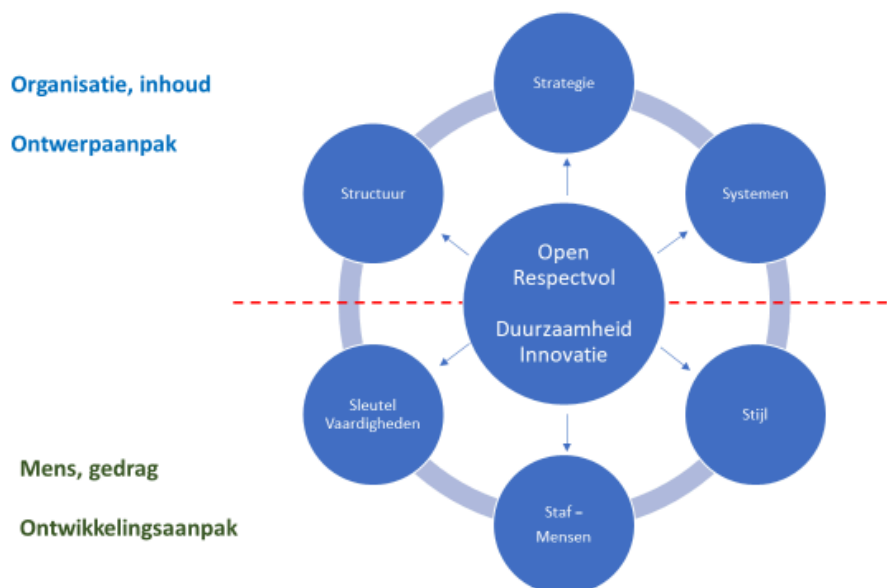 Organisatie, inhoud
Ontwerpaanpak
Strategie
Structuur
Systemen
Open
Respectvol
Duurzaamheid
Innovatie
Sleutel
Vaardigheden
Stijl
Mens, gedrag
Ontwikkelingsaanpak
Staf –
Mensen